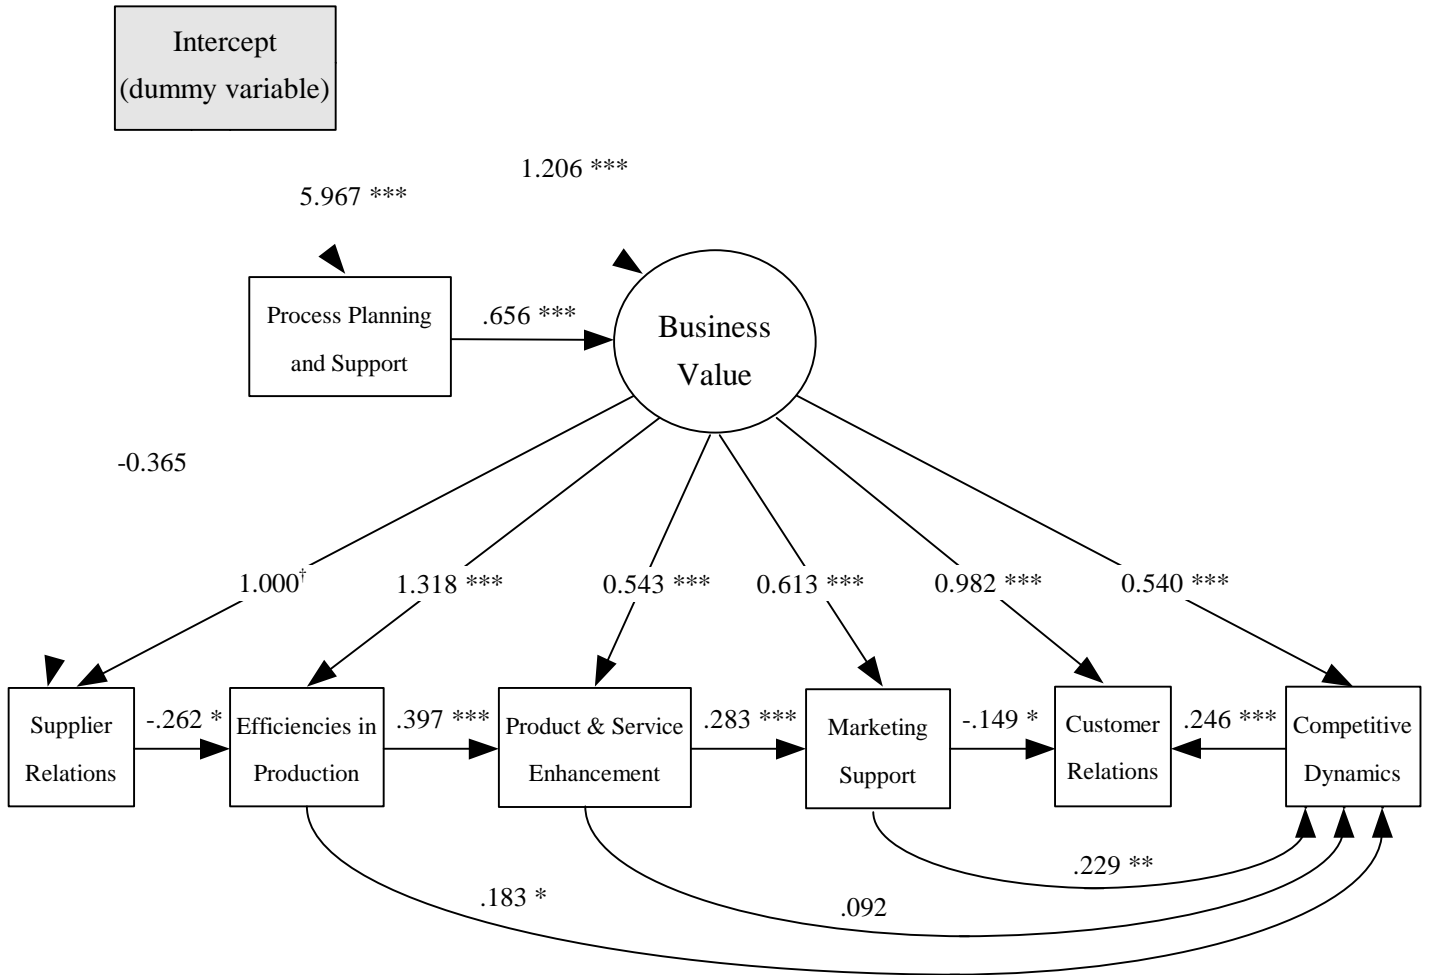 Intercept
(dummy variable)
1.206 ***
5.967 ***
Process Planning
and Support
.656 ***
Business
Value
-0.365
1.000†
1.318 ***
0.543 ***
0.613 ***
0.982 ***
0.540 ***
Supplier
Relations
-.262 *
Efficiencies in
Production
.397 ***
Product & Service
Enhancement
.283 ***
Marketing
Support
-.149 *
Customer
Relations
.246 ***
Competitive
Dynamics
.229 **
.183 *
.092